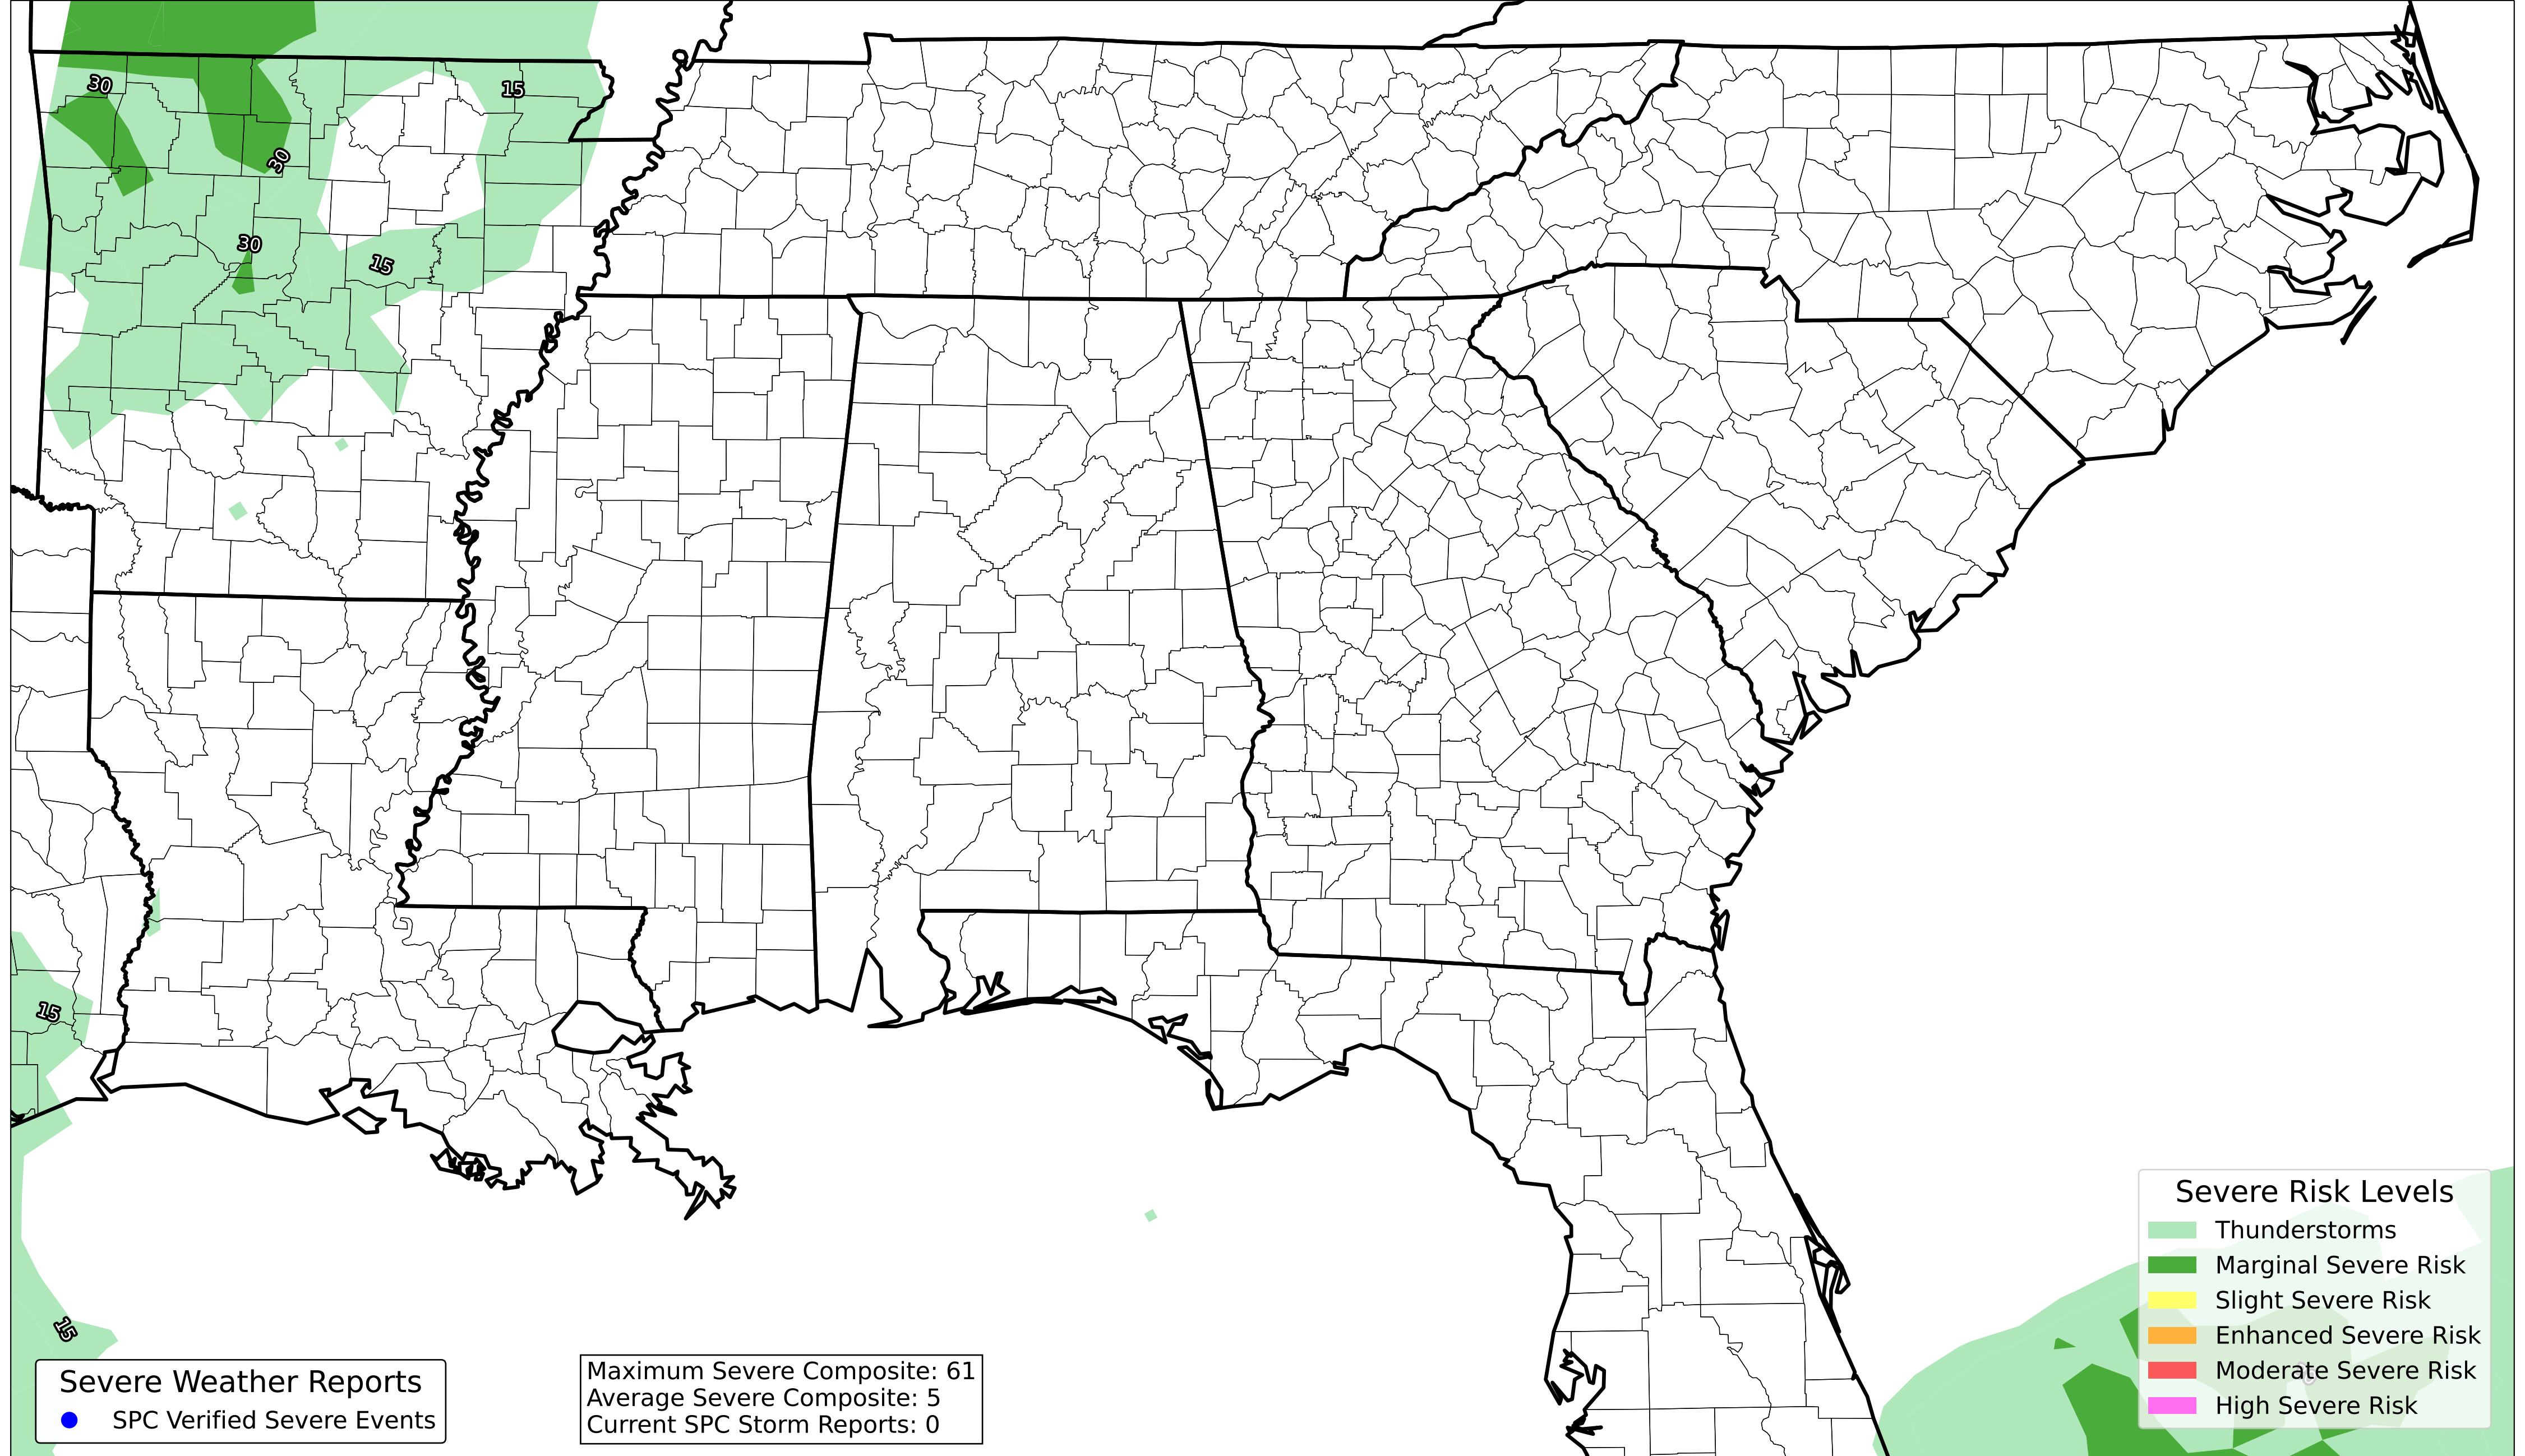 30
15
30
30
15
15
15
Severe Risk Levels
Thunderstorms
Marginal Severe Risk
Slight Severe Risk
Enhanced Severe Risk
Moderate Severe Risk
High Severe Risk
Severe Weather Reports
SPC Verified Severe Events
Maximum Severe Composite: 61
Average Severe Composite: 5
Current SPC Storm Reports: 0